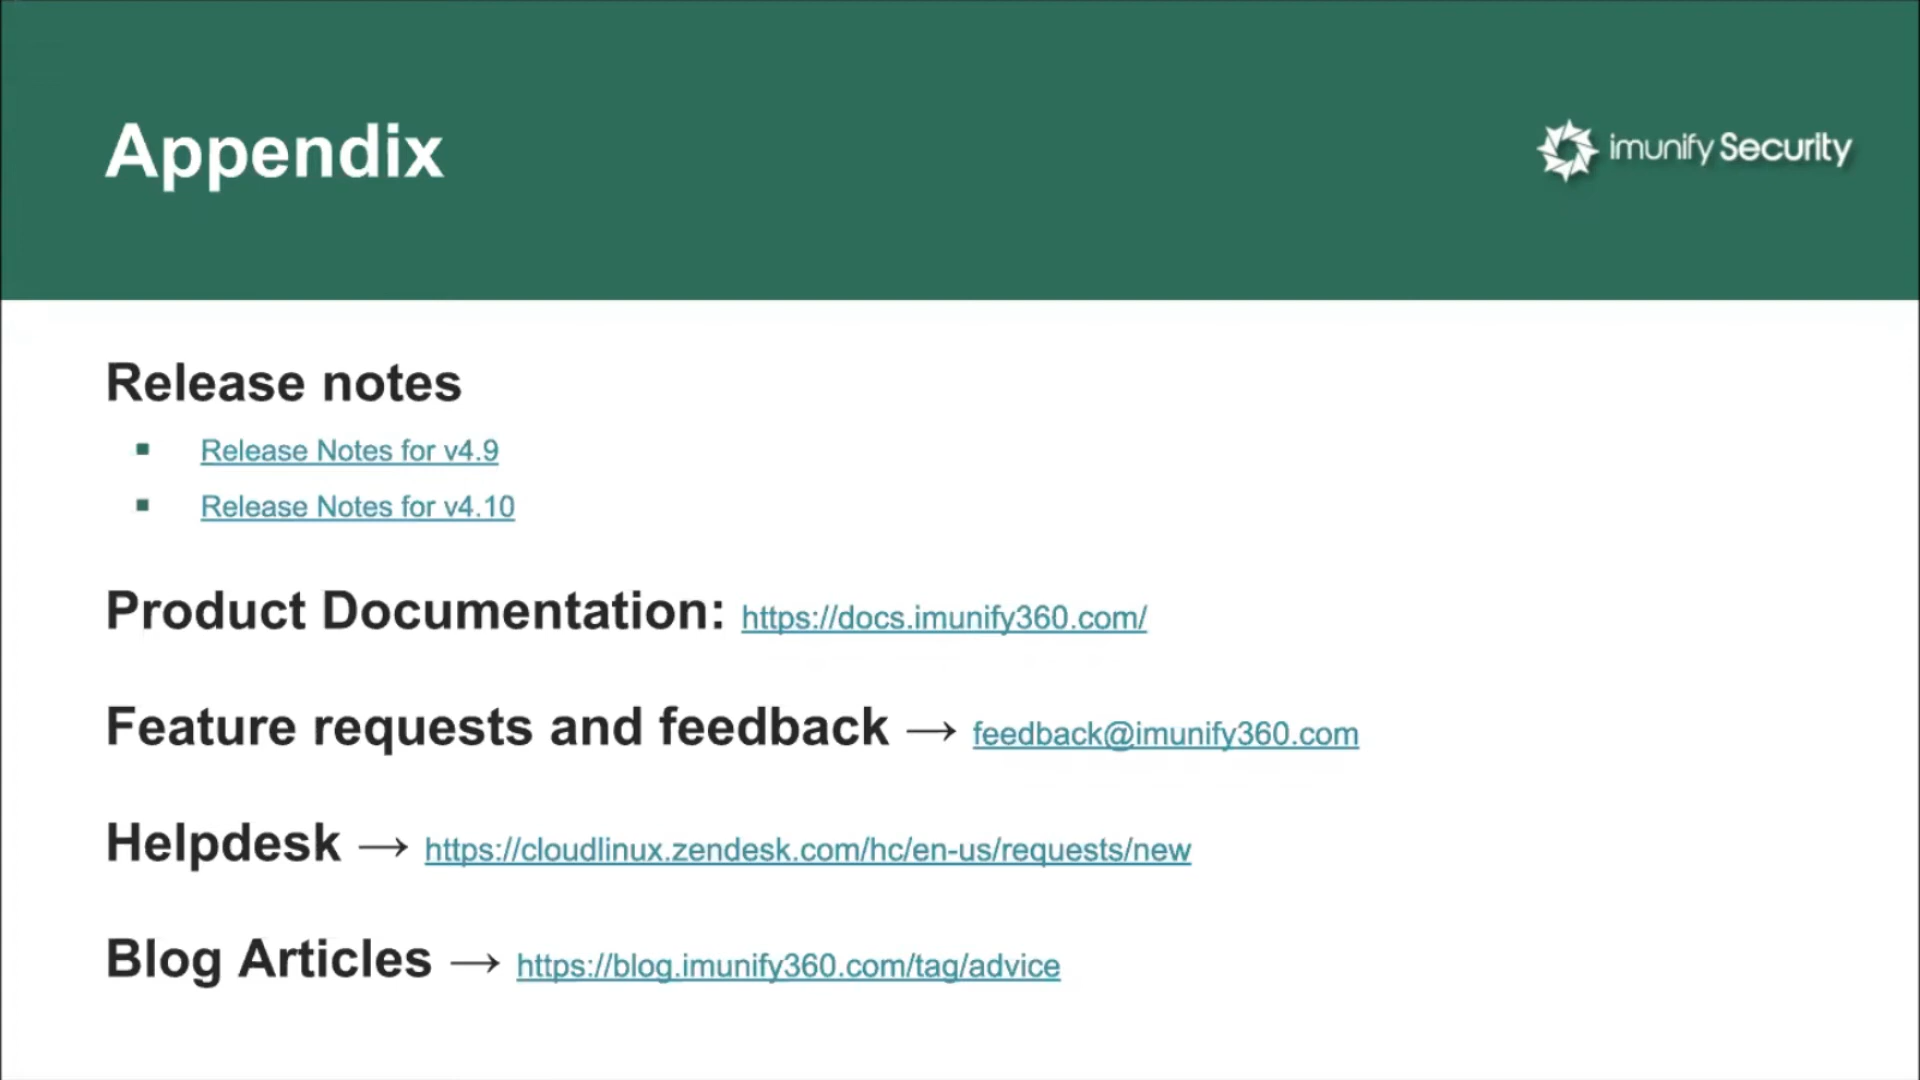 Appendix
imunify Security
Release notes
▪ Release Notes for v4.9
▪ Release Notes for v4.10
Product Documentation: https://docs.imunify360.com/
Feature requests and feedback → feedback@imunify360.com
Helpdesk → https://cloudlinux.zendesk.com/hc/en-us/requests/new
Blog Articles → https://blog.imunify360.com/tag/advice